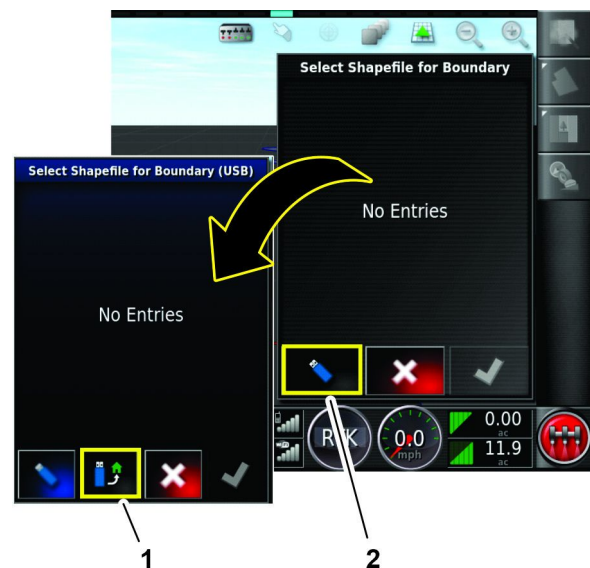 Select Shapefile for Boundary
No Entries
Select Shapefile for Boundary (USB)
No Entries
RTK
0.0
mph
0.00
ac
11.9
ac
1
2